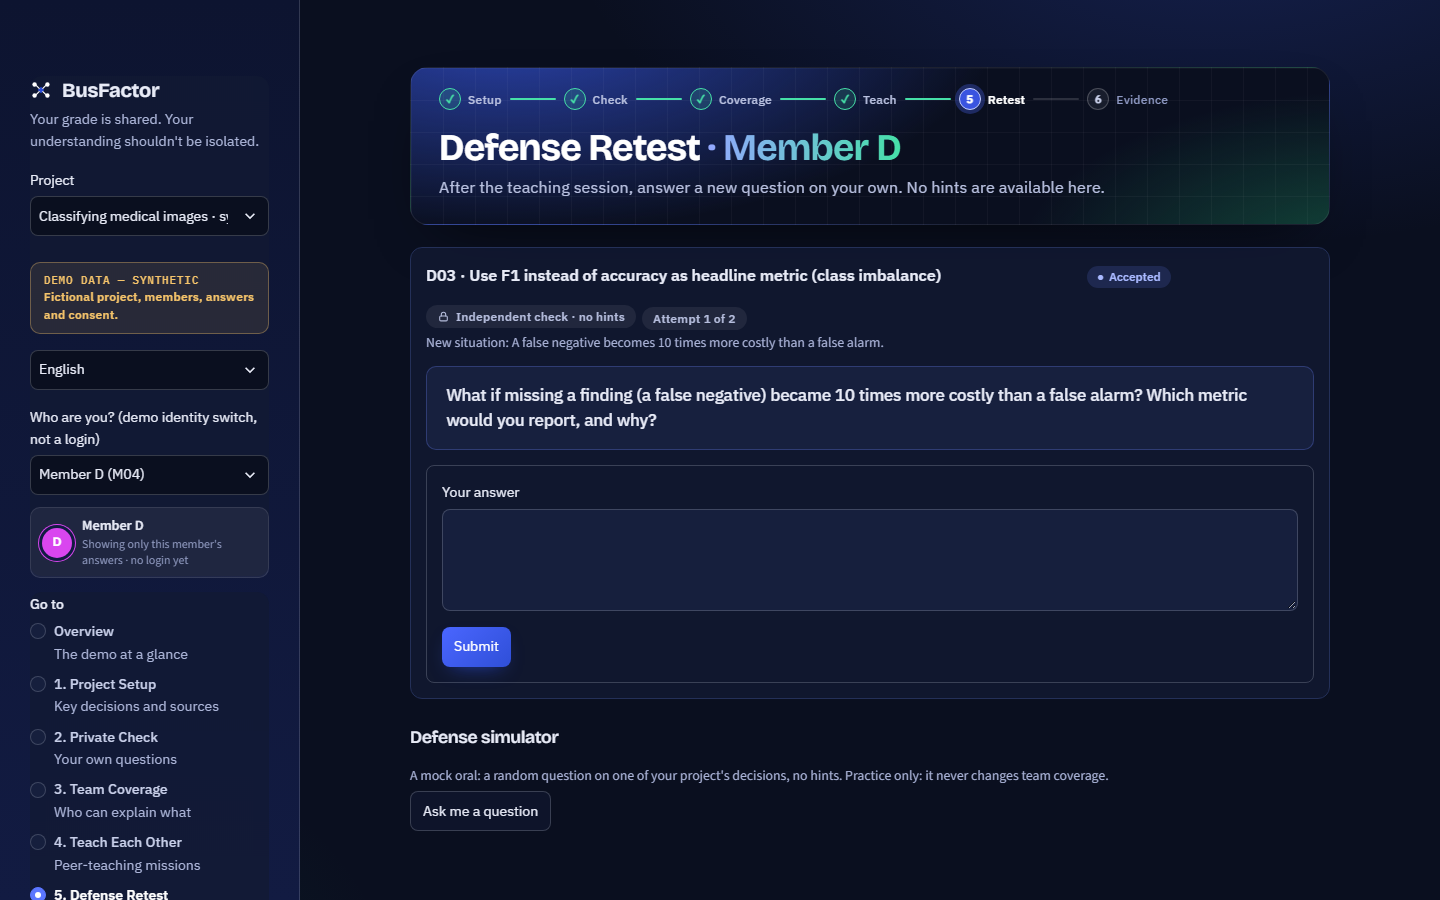 BusFactor
Your grade is shared. Your
understanding shouldn't be isolated.
Project
Classifying medical images · sy
DEMO DATA — SYNTHETIC
Fictional project, members, answers
and consent.
English
Who are you? (demo identity switch,
not a login)
Member D (M04)
D
Member D
Showing only this member's
answers · no login yet
Go to
Overview
The demo at a glance
1. Project Setup
Key decisions and sources
2. Private Check
Your own questions
3. Team Coverage
Who can explain what
4. Teach Each Other
Peer-teaching missions
5. Defense Retest
✓ Setup ✓ Check ✓ Coverage ✓ Teach 5 Retest 6 Evidence
Defense Retest · Member D
After the teaching session, answer a new question on your own. No hints are available here.
D03 · Use F1 instead of accuracy as headline metric (class imbalance)
Accepted
Independent check · no hints
Attempt 1 of 2
New situation: A false negative becomes 10 times more costly than a false alarm.
What if missing a finding (a false negative) became 10 times more costly than a false alarm? Which metric
would you report, and why?
Your answer
Submit
Defense simulator
A mock oral: a random question on one of your project's decisions, no hints. Practice only: it never changes team coverage.
Ask me a question